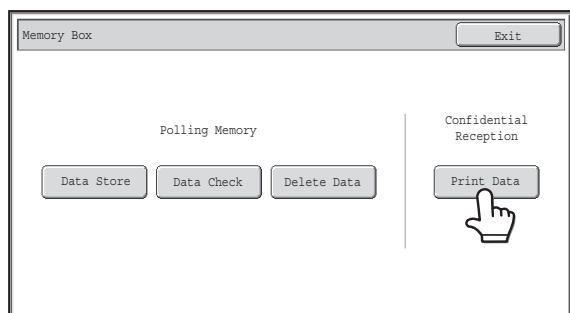 Memory Box
Exit
Polling Memory
Data Store
Data Check
Delete Data
Confidential
Reception
Print Data